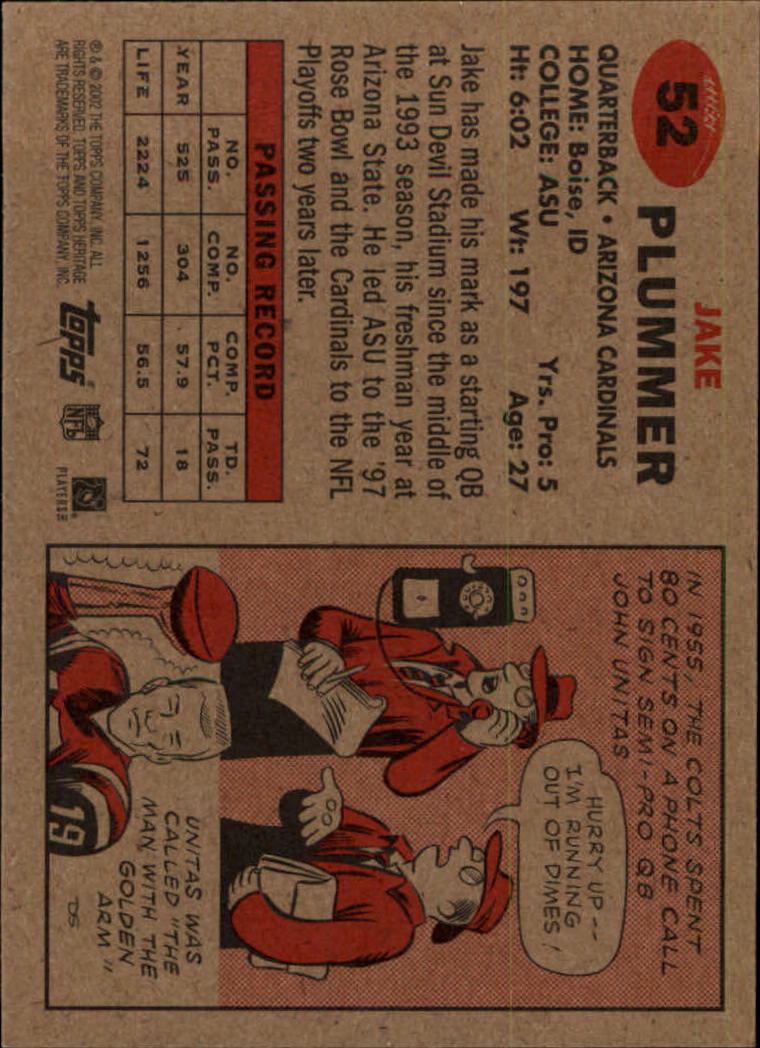 52
JAKE
PLUMMER
QUARTERBACK • ARIZONA CARDINALS
HOME: Boise, ID
COLLEGE: ASU Yrs. Pro: 5
Ht: 6:02 Wt: 197 Age: 27
Jake has made his mark as a starting QB
at Sun Devil Stadium since the middle of
the 1993 season, his freshman year at
Arizona State. He led ASU to the '97
Rose Bowl and the Cardinals to the NFL
Playoffs two years later.
PASSING RECORD
NO. PASS. NO. COMP. COMP. PCT. TD. PASS.
YEAR 525 304 57.9 18
LIFE 2224 1256 56.5 72
® & © 2002 THE TOPPS COMPANY, INC. ALL
RIGHTS RESERVED. TOPPS AND TOPPS HERITAGE
ARE TRADEMARKS OF THE TOPPS COMPANY, INC.
topps®
NFL
PLAYERS®
IN 1955, THE COLTS SPENT
80 CENTS ON A PHONE CALL
TO SIGN SEMI-PRO QB
JOHN UNITAS
HURRY UP--
I'M RUNNING
OUT OF DIMES!
UNITAS WAS
CALLED "THE
MAN WITH THE
GOLDEN
ARM"
19
DS